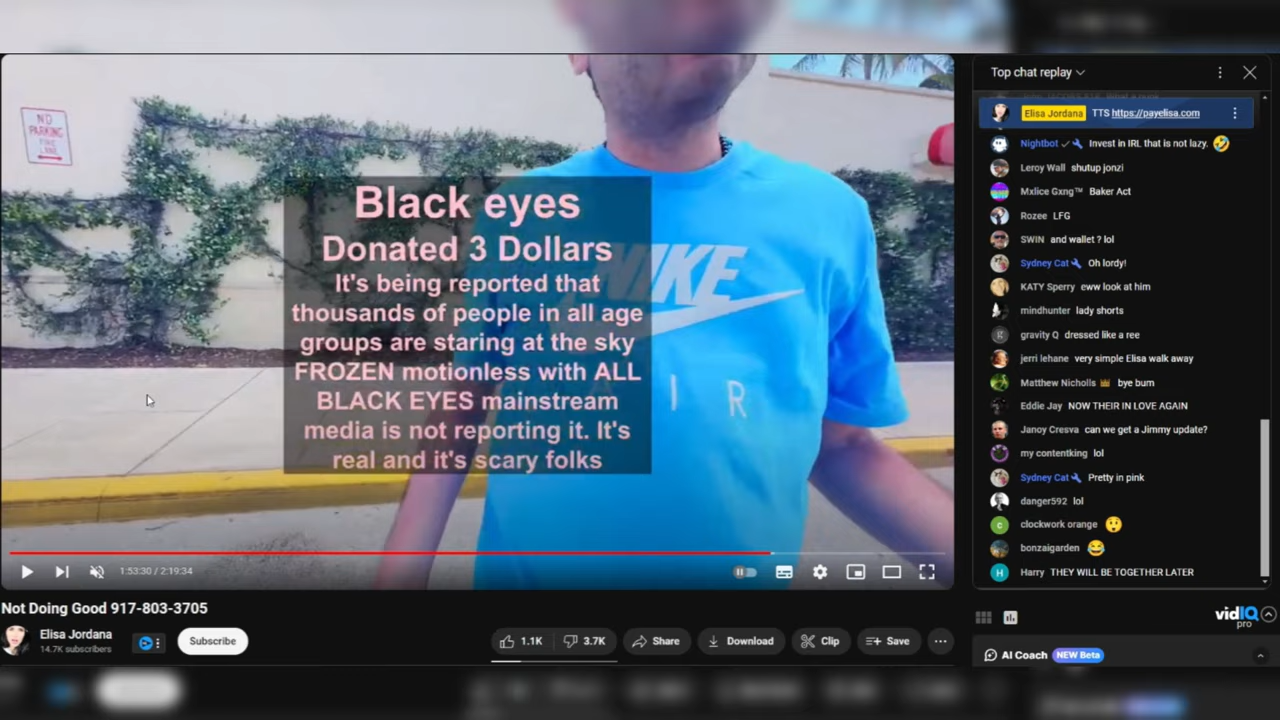 NO
PARKING
FIRE LANE
Black eyes
Donated 3 Dollars
It's being reported that
thousands of people in all age
groups are staring at the sky
FROZEN motionless with ALL
BLACK EYES mainstream
media is not reporting it. It's
real and it's scary folks
NIKE
I R
1:53:30 / 2:19:34
Not Doing Good 917-803-3705
Elisa Jordana
14.7K subscribers
Subscribe
1.1K
3.7K
Share
Download
Clip
Save
Top chat replay
Elisa Jordana TTS https://payelisa.com
Nightbot Invest in IRL that is not lazy. 🤣
Leroy Wall shutup jonzi
Mxlice Gxng™ Baker Act
Rozee LFG
SWIN and wallet ? lol
Sydney Cat Oh lordy!
KATY Sperry eww look at him
mindhunter lady shorts
gravity Q dressed like a ree
jerri lehane very simple Elisa walk away
Matthew Nicholls bye bum
Eddie Jay NOW THEIR IN LOVE AGAIN
Janoy Cresva can we get a Jimmy update?
my contentking lol
Sydney Cat Pretty in pink
danger592 lol
clockwork orange 😲
bonzaigarden 😂
Harry THEY WILL BE TOGETHER LATER
vidIQ
pro
AI Coach NEW Beta